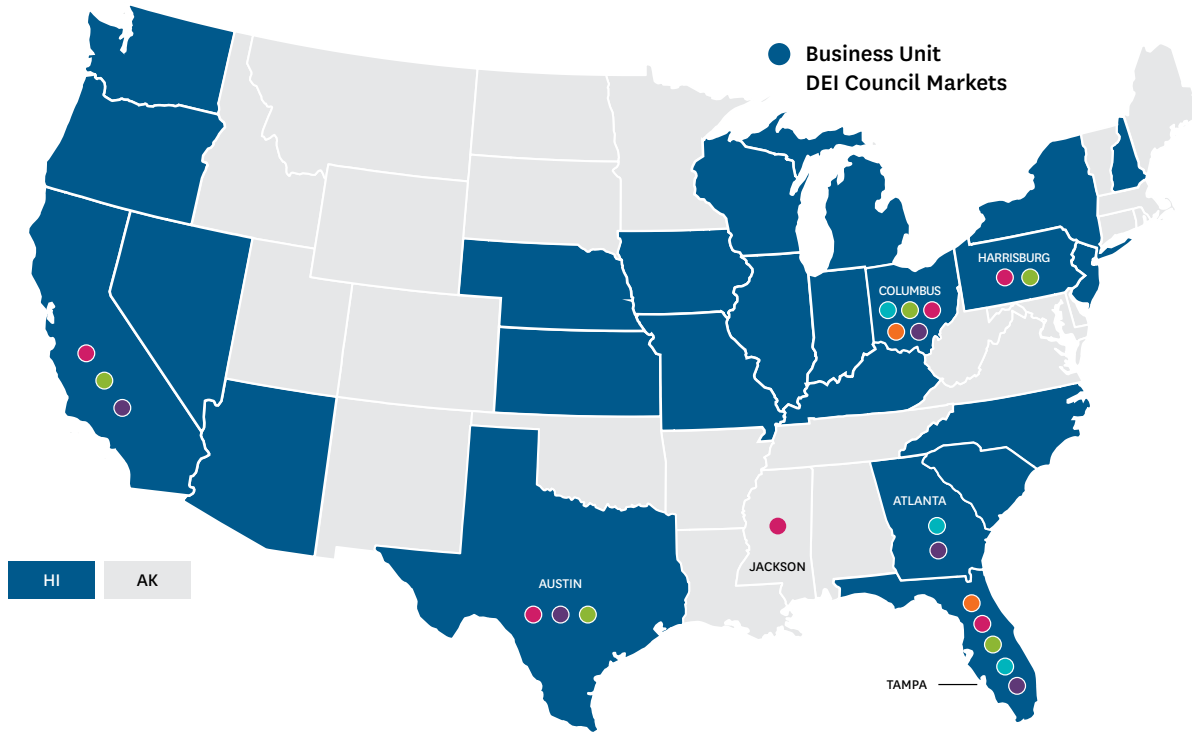 Business Unit
DEI Council Markets
HARRISBURG
COLUMBUS
ATLANTA
JACKSON
HI
AK
AUSTIN
TAMPA